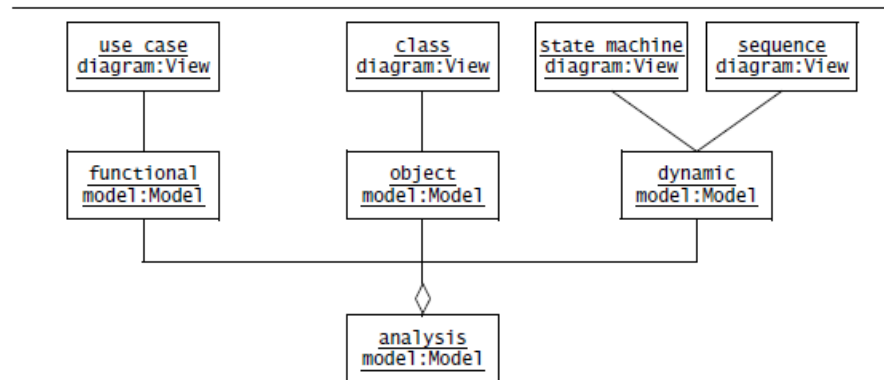 use case
diagram:View
class
diagram:View
state machine
diagram:View
sequence
diagram:View
functional
model:Model
object
model:Model
dynamic
model:Model
analysis
model:Model